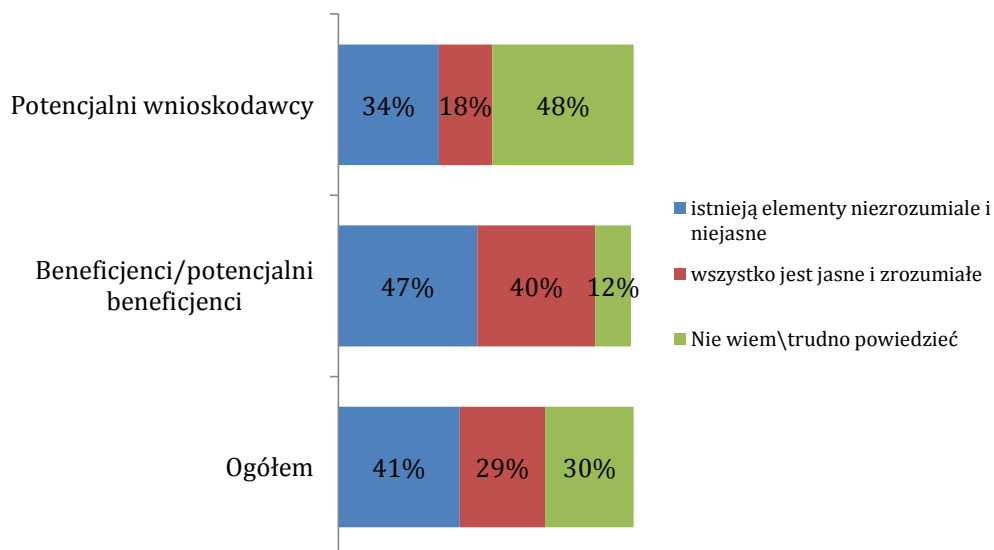 Potencjalni wnioskodawcy
34%
18%
48%
Beneficjenci/potencjalni
beneficjenci
47%
40%
12%
Ogółem
41%
29%
30%
istnieją elementy niezrozumiale i
niejasne
wszystko jest jasne i zrozumiałe
Nie wiem\trudno powiedzieć